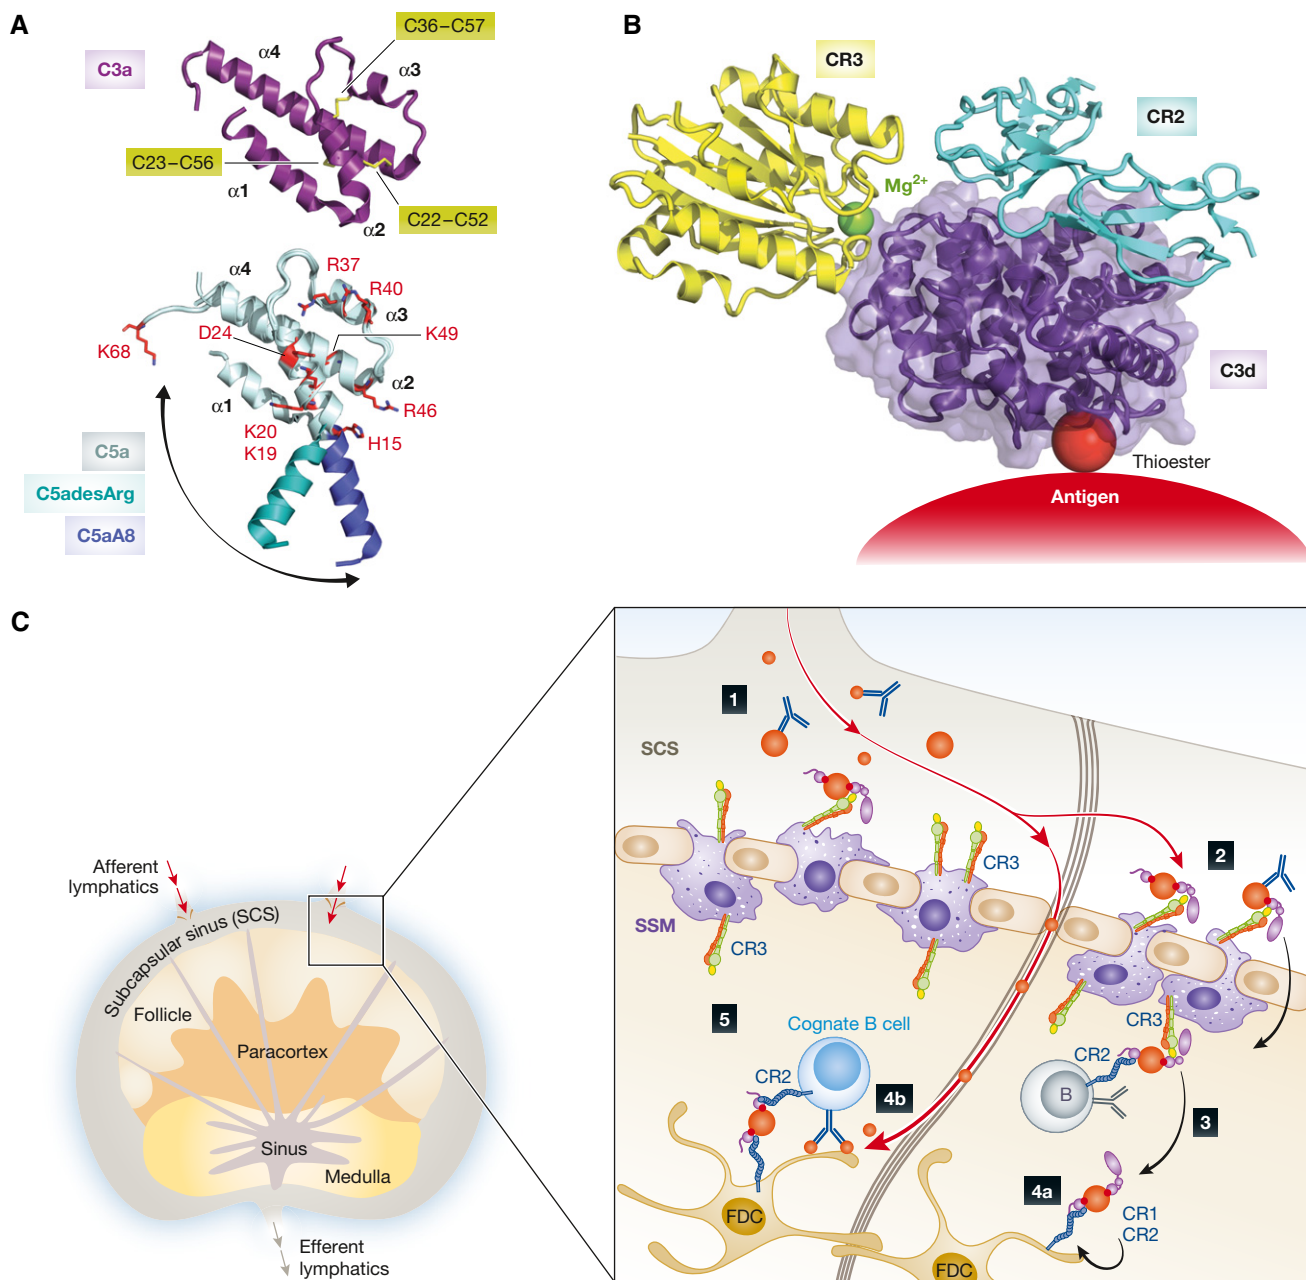 A
C36–C57
C3a
α4
α3
C23–C56
α1
C22–C52
α2
α4
R37
R40
α3
D24
K49
K68
α2
α1
R46
K20
K19
H15
C5a
C5adesArg
C5aA8
B
CR3
CR2
Mg2+
C3d
Thioester
Antigen
C
Afferent
lymphatics
Subcapsular sinus (SCS)
Follicle
Paracortex
Sinus
Medulla
Efferent
lymphatics
1
SCS
2
CR3
SSM
CR3
CR3
5
Cognate B cell
CR2
CR2
4b
B
3
4a
CR1
CR2
FDC
FDC